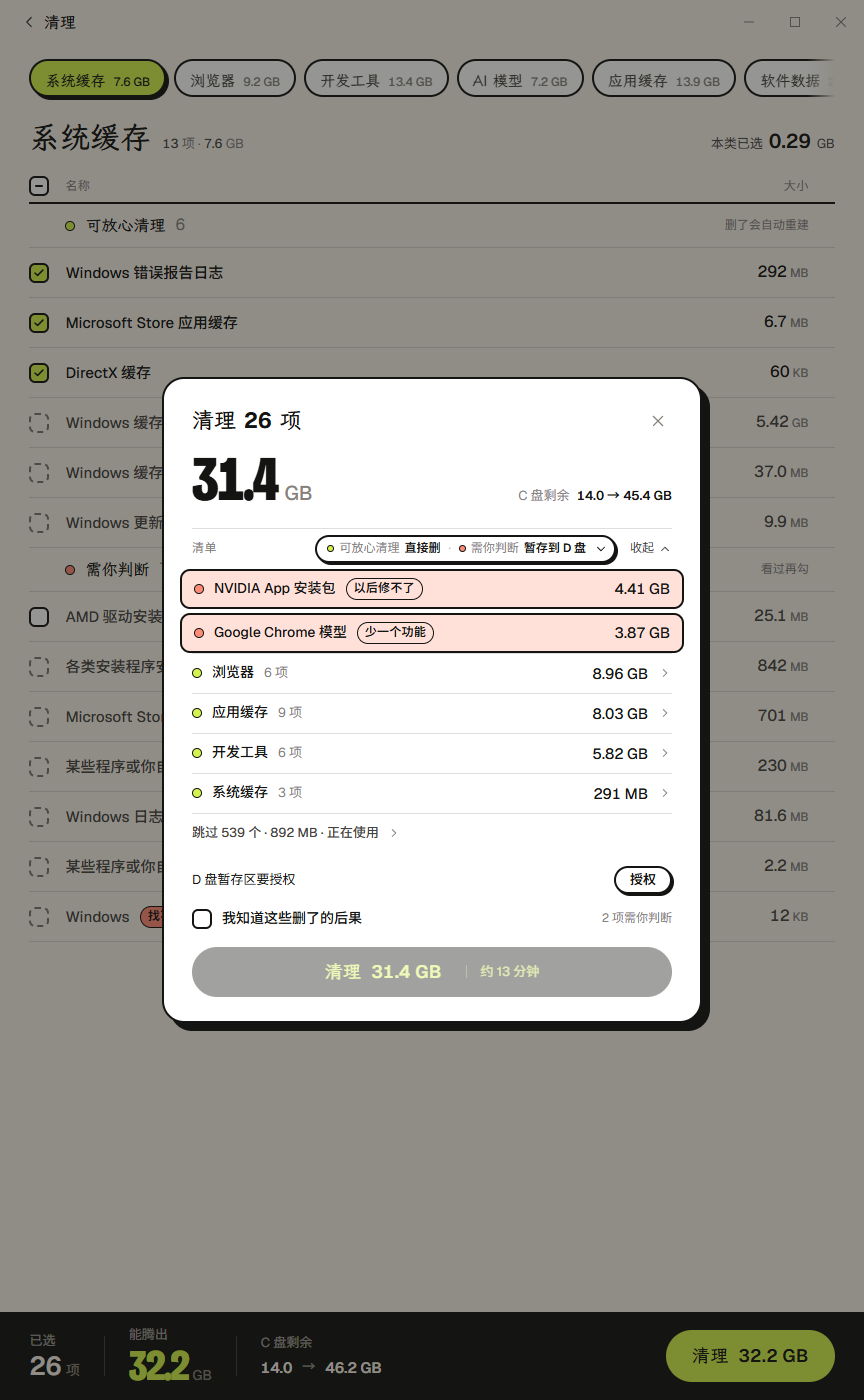 清理
系统缓存 7.6 GB 浏览器 9.2 GB 开发工具 13.4 GB AI 模型 7.2 GB 应用缓存 13.9 GB 软件数据
系统缓存 13 项 · 7.6 GB 本类已选 0.29 GB
名称 大小
可放心清理 6 删了会自动重建
Windows 错误报告日志 292 MB
Microsoft Store 应用缓存 6.7 MB
DirectX 缓存 60 KB
Windows 缓存 5.42 GB
Windows 缓存 37.0 MB
Windows 更新 9.9 MB
需你判断 看过再勾
AMD 驱动安装 25.1 MB
各类安装程序 842 MB
Microsoft Sto 701 MB
某些程序或你 230 MB
Windows 日志 81.6 MB
某些程序或你 2.2 MB
Windows 12 KB
清理 26 项
31.4 GB C 盘剩余 14.0 → 45.4 GB
清单 可放心清理 直接删 · 需你判断 暂存到 D 盘 收起
NVIDIA App 安装包 以后修不了 4.41 GB
Google Chrome 模型 少一个功能 3.87 GB
浏览器 6 项 8.96 GB
应用缓存 9 项 8.03 GB
开发工具 6 项 5.82 GB
系统缓存 3 项 291 MB
跳过 539 个 · 892 MB · 正在使用
D 盘暂存区要授权 授权
我知道这些删了的后果 2 项需你判断
清理 31.4 GB 约 13 分钟
已选 能腾出 C 盘剩余
26 项 32.2 GB 14.0 → 46.2 GB 清理 32.2 GB